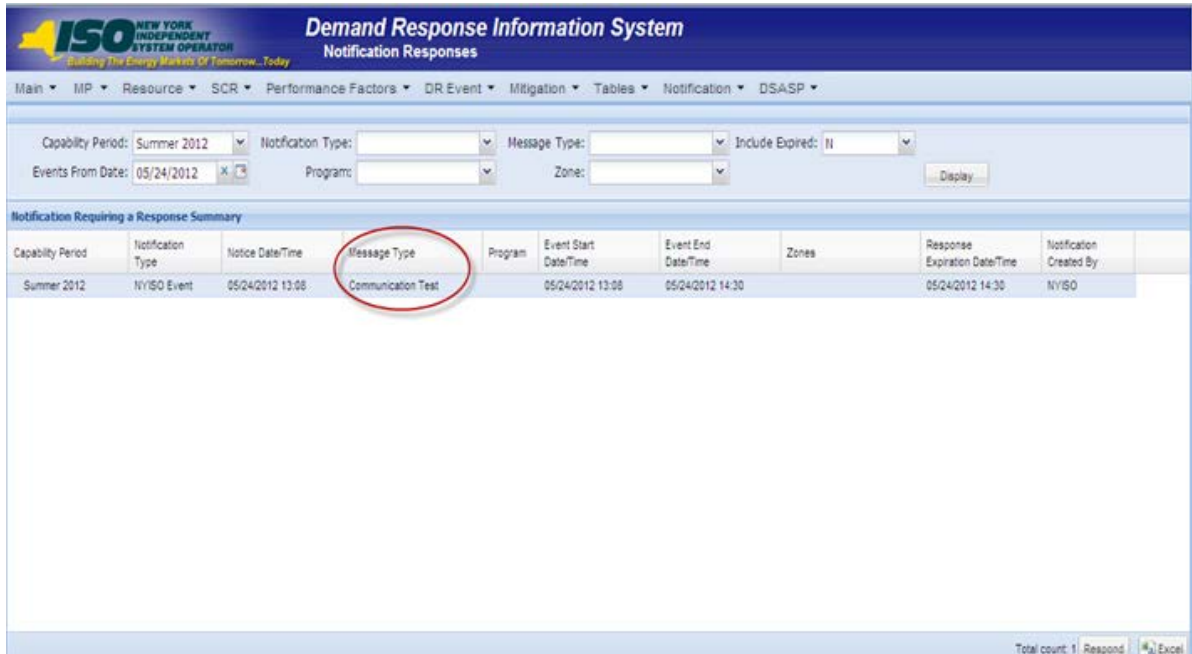 NEW YORK
INDEPENDENT
SYSTEM OPERATOR
ISO
Building The Energy Markets Of Tomorrow...Today
Demand Response Information System
Notification Responses
Main MP Resource SCR Performance Factors DR Event Mitigation Tables Notification DSASP
Capability Period: Summer 2012 Notification Type: Message Type: Include Expired: N
Events From Date: 05/24/2012 Program: Zone: Display
Notification Requiring a Response Summary
Capability Period Notification Type Notice Date/Time Message Type Program Event Start Date/Time Event End Date/Time Zones Response Expiration Date/Time Notification Created By
Summer 2012 NYISO Event 05/24/2012 13:08 Communication Test 05/24/2012 13:08 05/24/2012 14:30 05/24/2012 14:30 NYISO
Total count: 1 Respond Excel